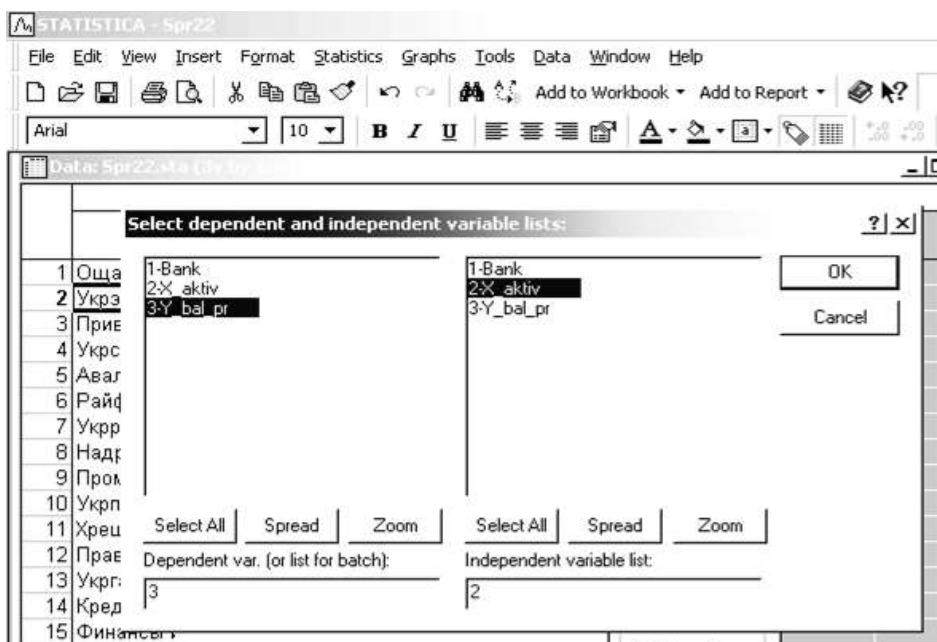 STATISTICA - Spr22
File Edit View Insert Format Statistics Graphs Tools Data Window Help
Add to Workbook Add to Report
Arial 10 B I U A a
Data: Spr22.sta
Select dependent and independent variable lists: ?
1-Bank 1-Bank OK
2-X_aktiv 2-X_aktiv
3-Y_bal_pr 3-Y_bal_pr
Cancel
1 Оща
2 Укрэ
3 Прив
4 Укрс
5 Авал
6 Райф
7 Укрр
8 Надр
9 Пром
10 Укрп
11 Хрещ
12 Прав
13 Укрг
14 Кред
15 Финансы
Select All Spread Zoom Select All Spread Zoom
Dependent var. (or list for batch): Independent variable list:
3 2